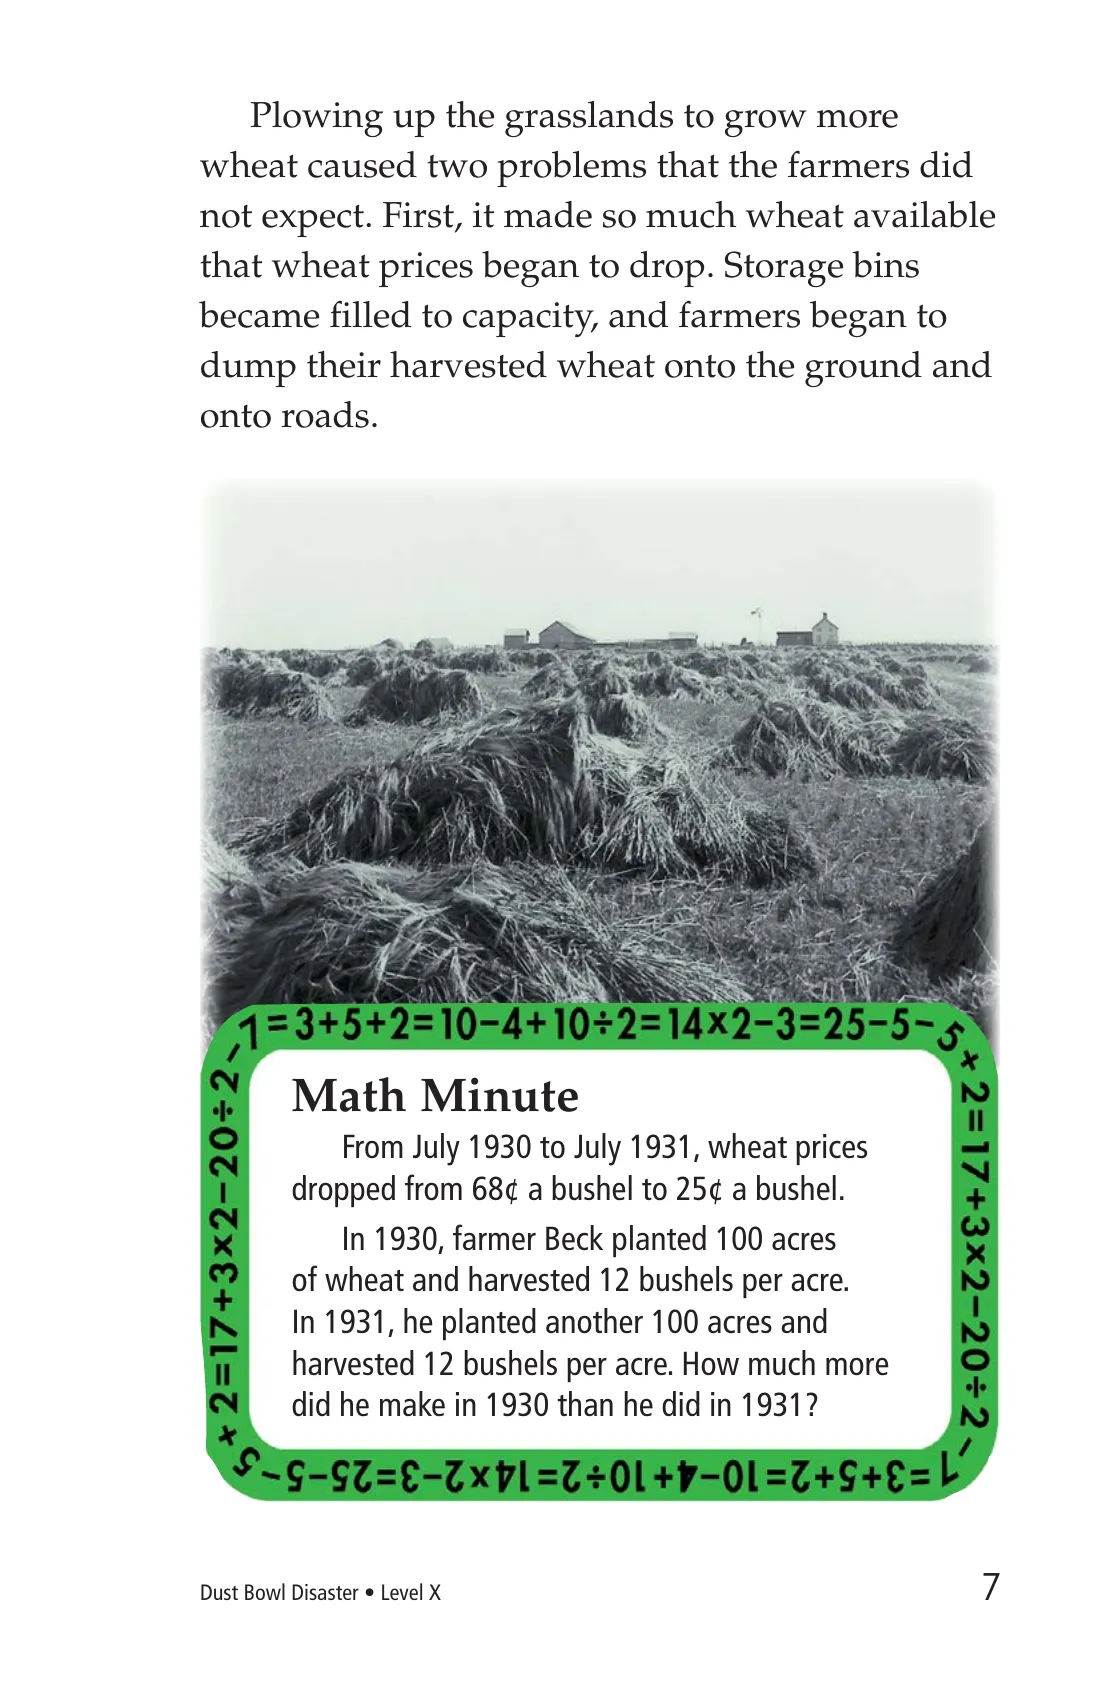 Plowing up the grasslands to grow more
wheat caused two problems that the farmers did
not expect. First, it made so much wheat available
that wheat prices began to drop. Storage bins
became filled to capacity, and farmers began to
dump their harvested wheat onto the ground and
onto roads.
-7=3+5+2=10-4+10÷2=14×2-3=25-5-5+2=17+3×2-20÷2-
Math Minute
From July 1930 to July 1931, wheat prices
dropped from 68¢ a bushel to 25¢ a bushel.
In 1930, farmer Beck planted 100 acres
of wheat and harvested 12 bushels per acre.
In 1931, he planted another 100 acres and
harvested 12 bushels per acre. How much more
did he make in 1930 than he did in 1931?
1=3+5+2=10-4+10÷2=14×2-3=25-5-5+2=17+3×2-20÷2
Dust Bowl Disaster • Level X
7